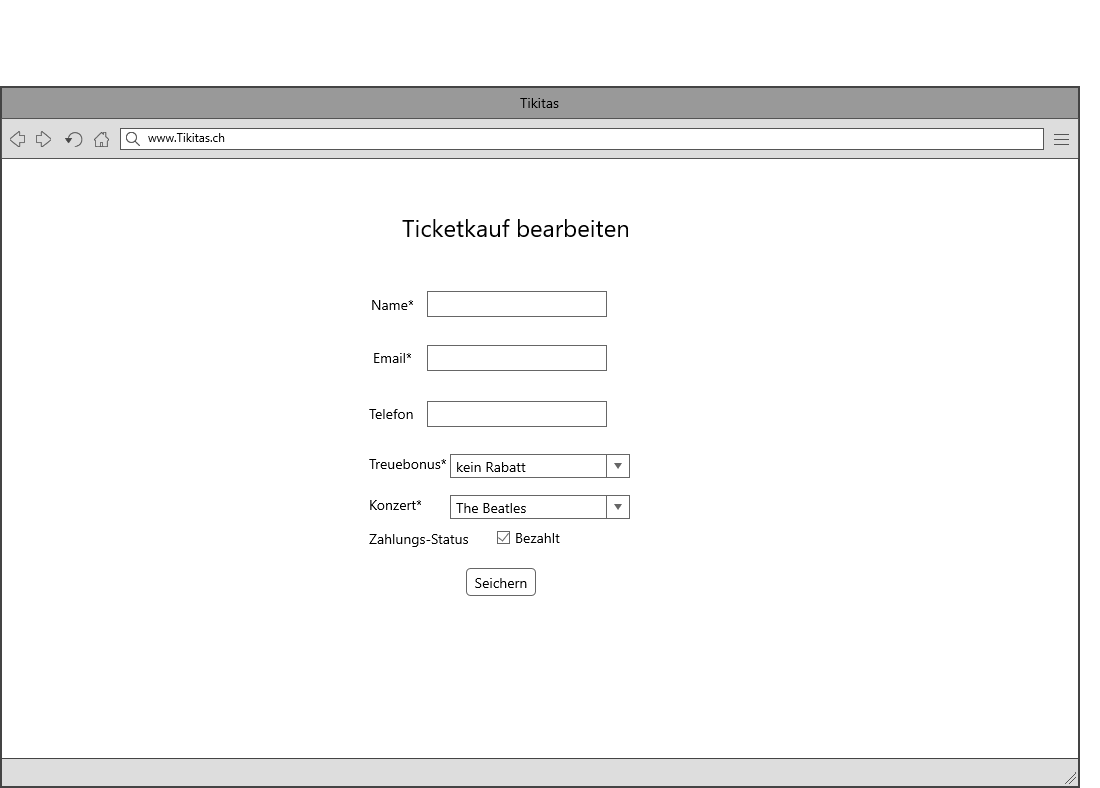 Tikitas
www.Tikitas.ch
Ticketkauf bearbeiten
Name*
Email*
Telefon
Treuebonus* kein Rabatt
Konzert* The Beatles
Zahlungs-Status Bezahlt
Seichern